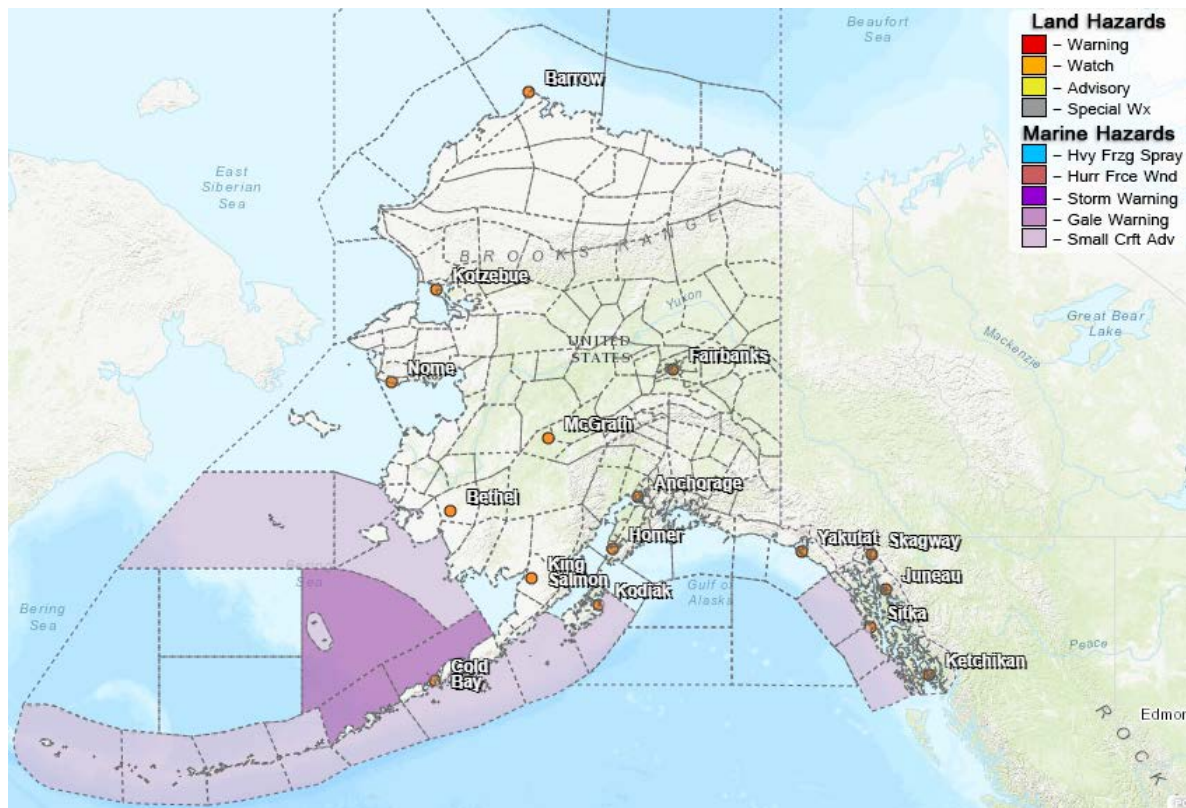 Beaufort
Sea
Land Hazards
– Warning
– Watch
– Advisory
– Special Wx
Marine Hazards
– Hvy Frzg Spray
– Hurr Frce Wnd
– Storm Warning
– Gale Warning
– Small Crft Adv
Barrow
East
Siberian
Sea
BROOKS RANGE
Kotzebue
Yukon
Great Bear
Lake
Mackenzie
UNITED
STATES
Fairbanks
Nome
McGrath
Anchorage
Bethel
Homer
Yakutat
Skagway
King
Salmon
Kodiak
Gulf of
Alaska
Juneau
Sea
Bering
Sea
Sitka
Peace
Ketchikan
Cold
Bay
Edmon
ROCK